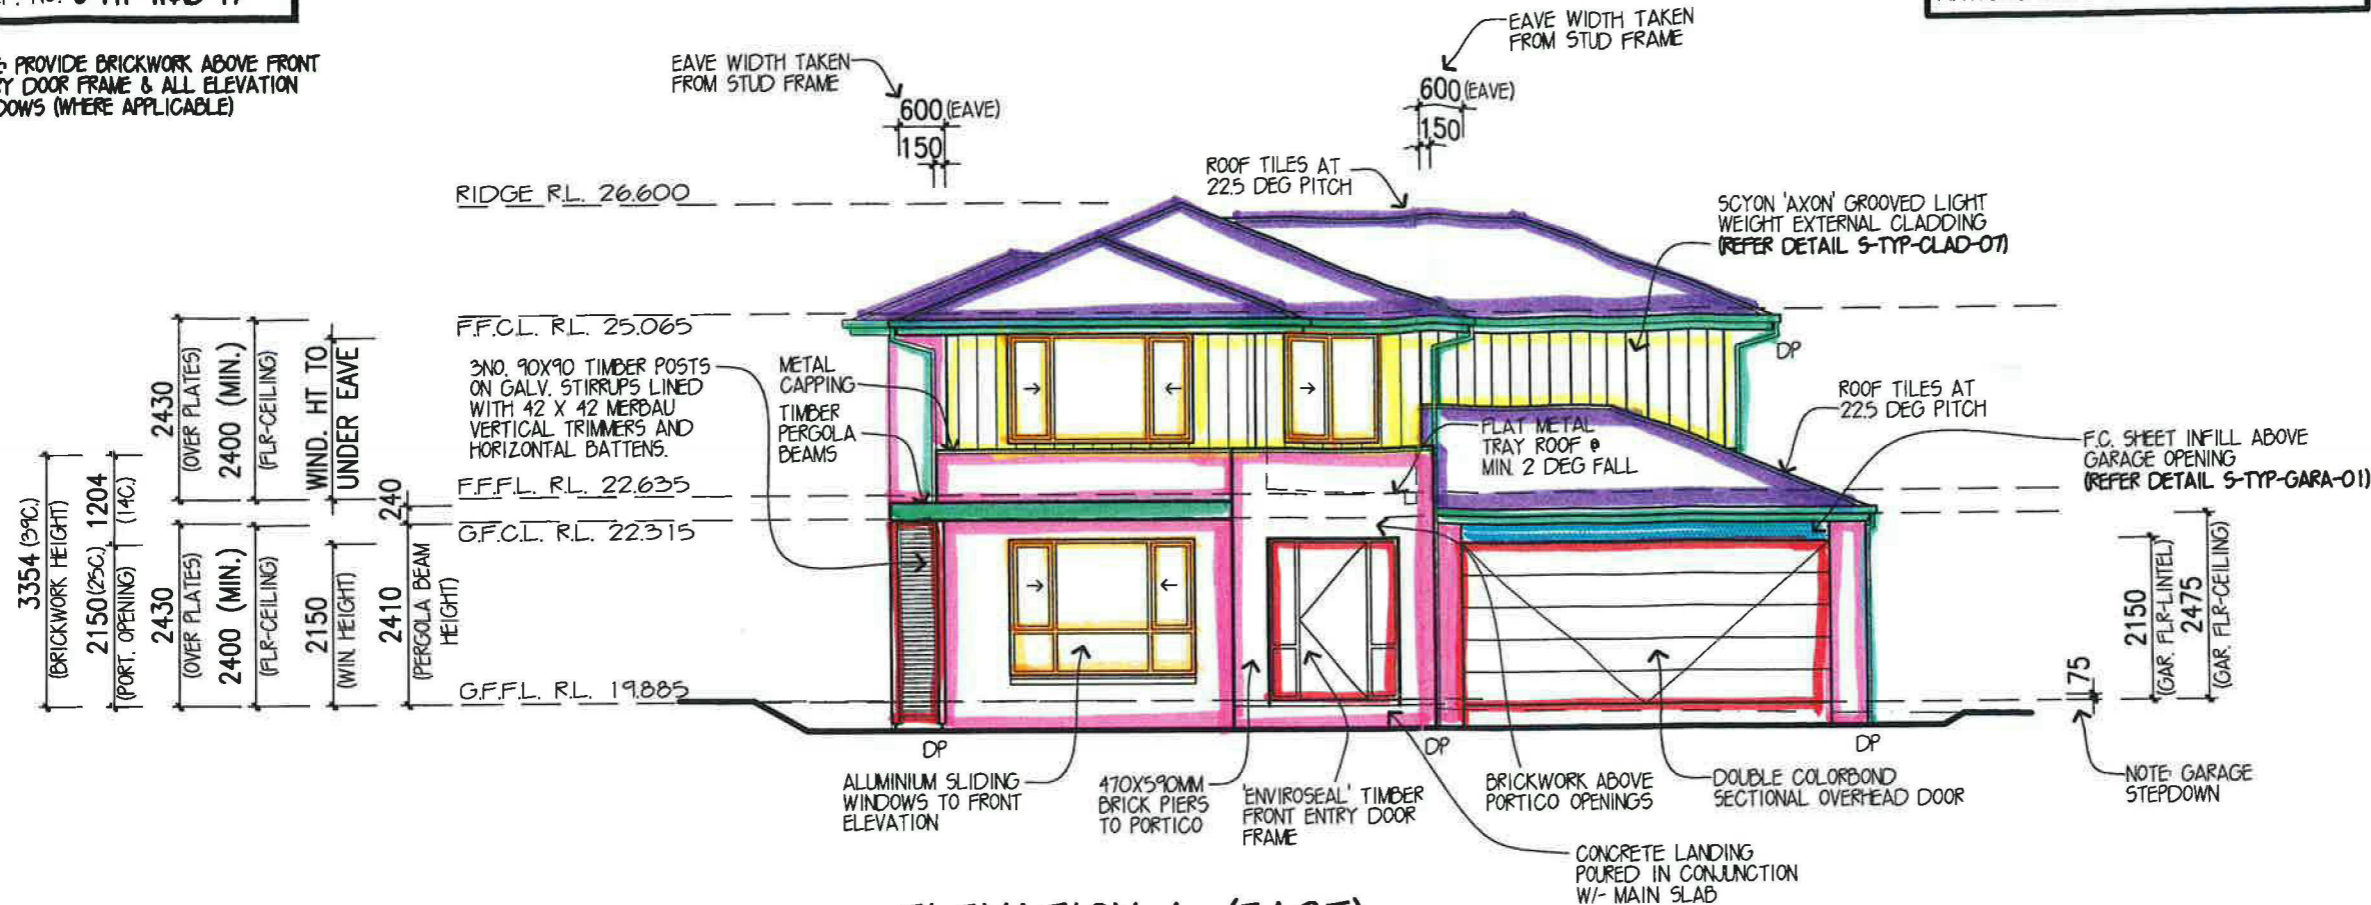 EAVE WIDTH TAKEN
FROM STUD FRAME
EAVE WIDTH TAKEN
FROM STUD FRAME
PROVIDE BRICKWORK ABOVE FRONT
DOOR FRAME & ALL ELEVATION
(WHERE APPLICABLE)
600 (EAVE)
150
600 (EAVE)
150
RIDGE R.L. 26.600
ROOF TILES AT
22.5 DEG PITCH
SCYON 'AXON' GROOVED LIGHT
WEIGHT EXTERNAL CLADDING
(REFER DETAIL S-TYP-CLAD-07)
F.F.C.L. R.L. 25.065
3NO. 90X90 TIMBER POSTS
ON GALV. STIRRUPS LINED
WITH 42 X 42 MERBAU
VERTICAL TRIMMERS AND
HORIZONTAL BATTENS.
METAL
CAPPING
TIMBER
PERGOLA
BEAMS
F.F.F.L. R.L. 22.635
G.F.C.L. R.L. 22.315
G.F.F.L. R.L. 19.885
FLAT METAL
TRAY ROOF @
MIN. 2 DEG FALL
DP
ROOF TILES AT
22.5 DEG PITCH
F.C. SHEET INFILL ABOVE
GARAGE OPENING
(REFER DETAIL S-TYP-GARA-01)
3354 (39C.)
(BRICKWORK HEIGHT)
2150 (25C.) 1204
(PORT. OPENING) (14C.)
2430
(OVER PLATES)
2400 (MIN.)
(FLR-CEILING)
WIND. HT TO
UNDER EAVE
240
2430
(OVER PLATES)
2400 (MIN.)
(FLR-CEILING)
2150
(WIN HEIGHT)
2410
(PERGOLA BEAM
HEIGHT)
2150
(GAR. FLR-LINTEL)
2475
(GAR. FLR-CEILING)
75
DP
DP
DP
ALUMINIUM SLIDING
WINDOWS TO FRONT
ELEVATION
470X590MM
BRICK PIERS
TO PORTICO
'ENVIROSEAL' TIMBER
FRONT ENTRY DOOR
FRAME
BRICKWORK ABOVE
PORTICO OPENINGS
DOUBLE COLORBOND
SECTIONAL OVERHEAD DOOR
NOTE: GARAGE
STEPDOWN
CONCRETE LANDING
POURED IN CONJUNCTION
W/- MAIN SLAB